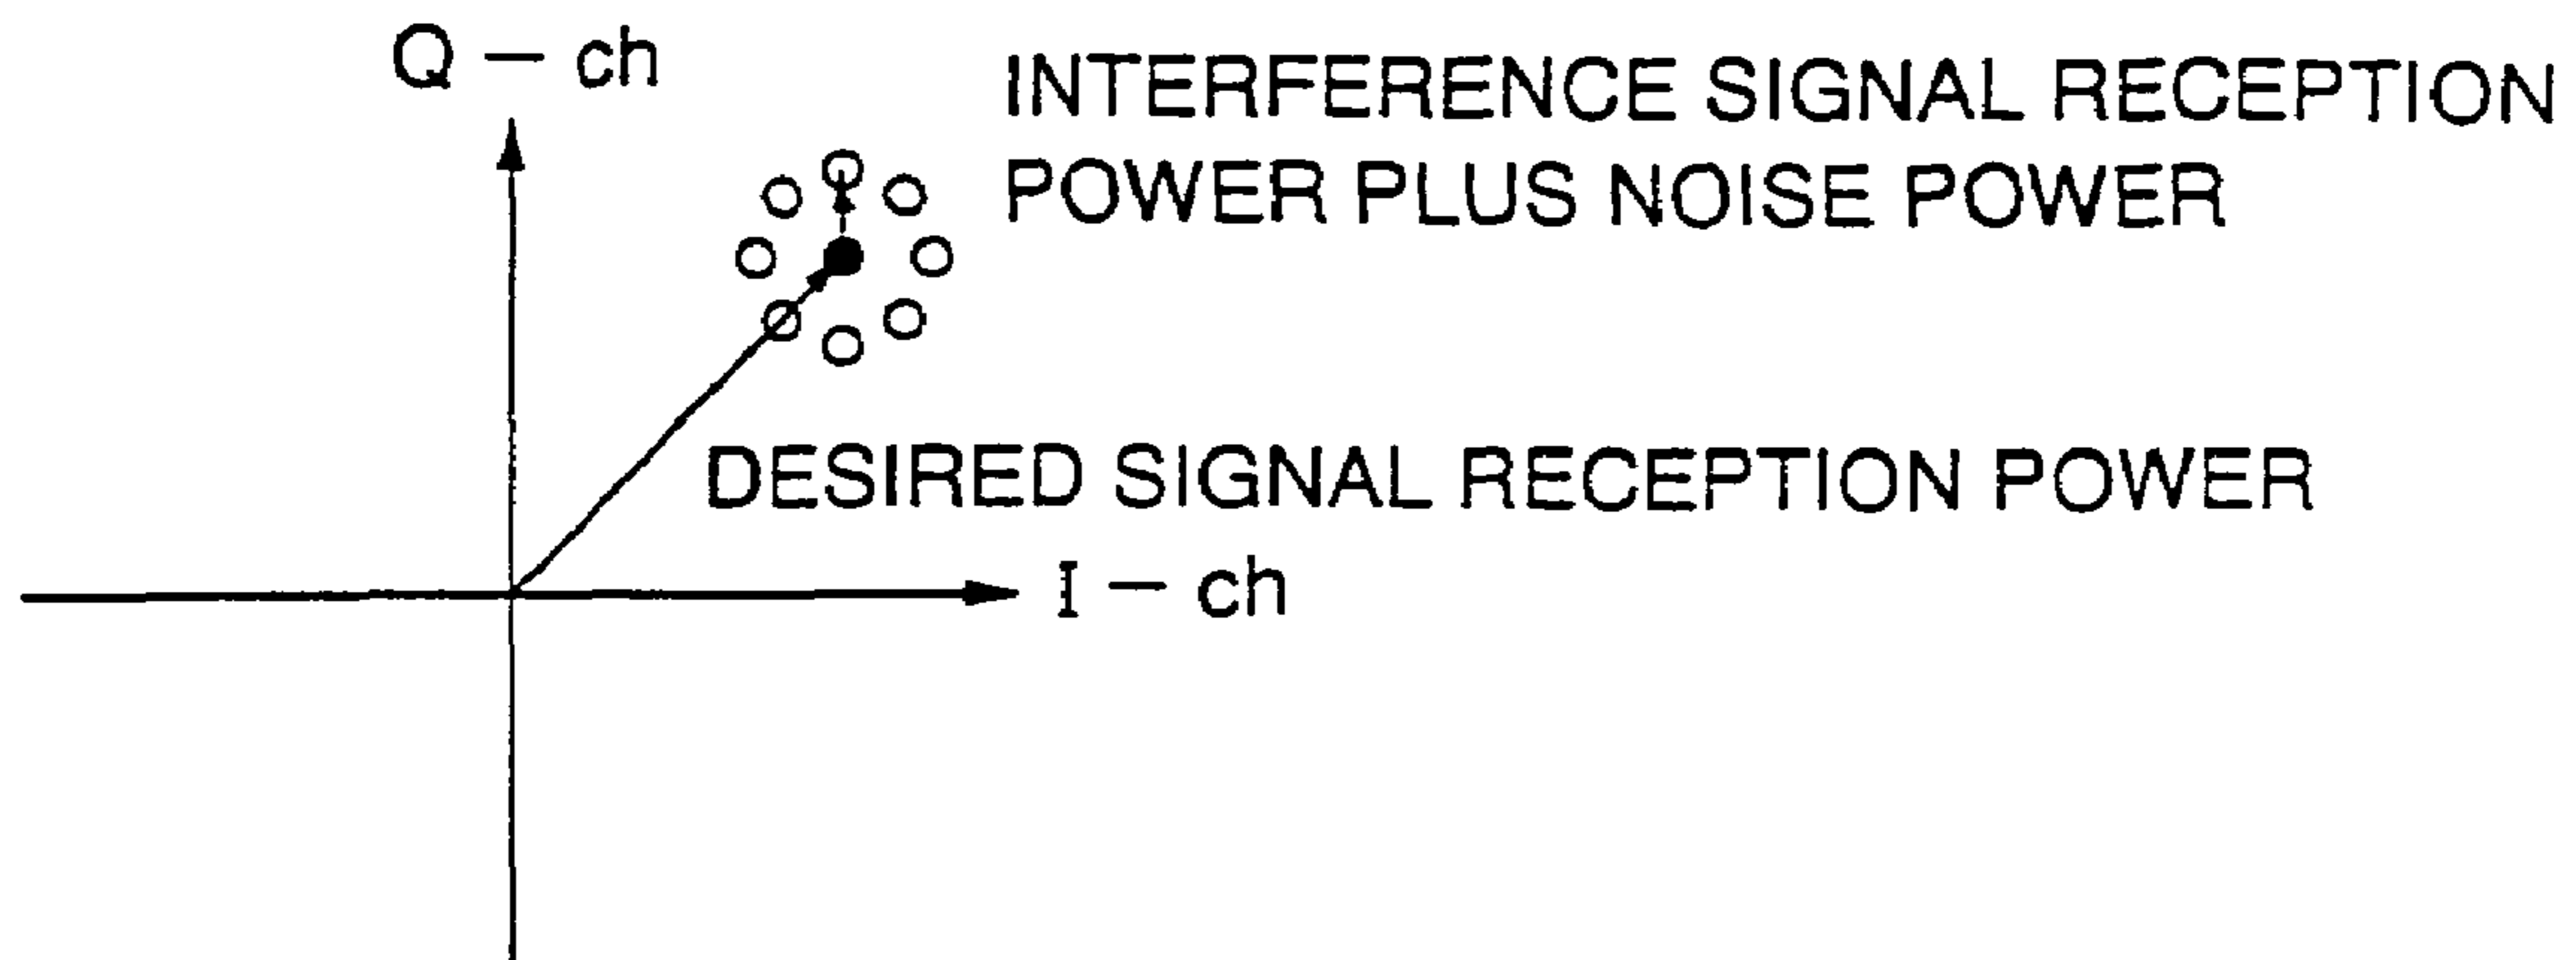 Q – ch
INTERFERENCE SIGNAL RECEPTION
POWER PLUS NOISE POWER
DESIRED SIGNAL RECEPTION POWER
I – ch